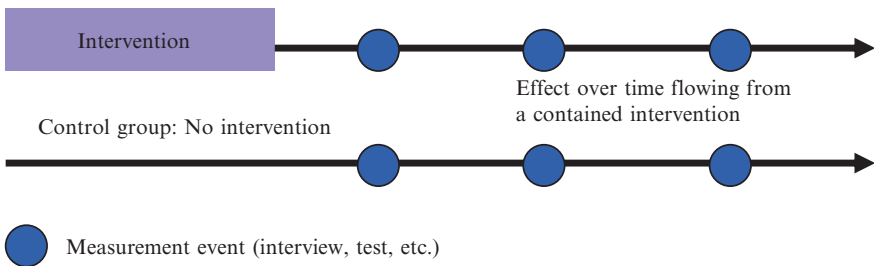 Intervention
Effect over time flowing from
a contained intervention
Control group: No intervention
Measurement event (interview, test, etc.)